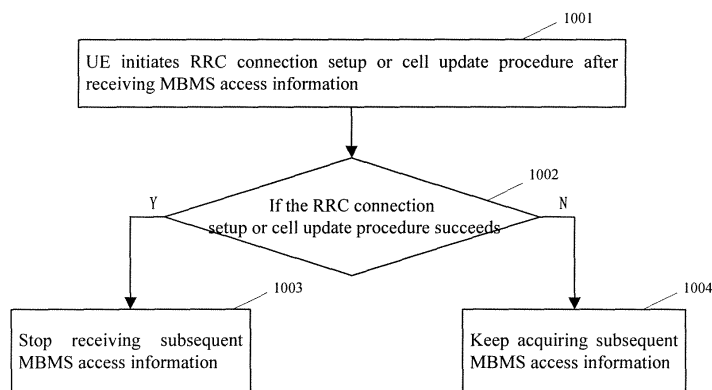 1001
UE initiates RRC connection setup or cell update procedure after
receiving MBMS access information
1002
Y
N
If the RRC connection
setup or cell update procedure succeeds
1003
1004
Stop receiving subsequent
MBMS access information
Keep acquiring subsequent
MBMS access information